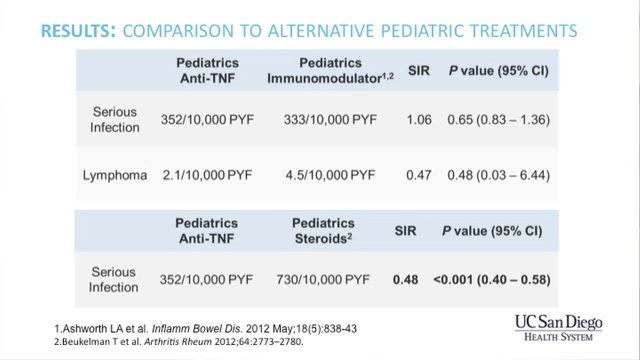 RESULTS: COMPARISON TO ALTERNATIVE PEDIATRIC TREATMENTS
Pediatrics Anti-TNF Pediatrics Immunomodulator1,2 SIR P value (95% CI)
Serious Infection 352/10,000 PYF 333/10,000 PYF 1.06 0.65 (0.83 – 1.36)
Lymphoma 2.1/10,000 PYF 4.5/10,000 PYF 0.47 0.48 (0.03 – 6.44)
Pediatrics Anti-TNF Pediatrics Steroids2 SIR P value (95% CI)
Serious Infection 352/10,000 PYF 730/10,000 PYF 0.48 <0.001 (0.40 – 0.58)
1.Ashworth LA et al. Inflamm Bowel Dis. 2012 May;18(5):838-43
2.Beukelman T et al. Arthritis Rheum 2012;64:2773–2780.
UC San Diego
HEALTH SYSTEM